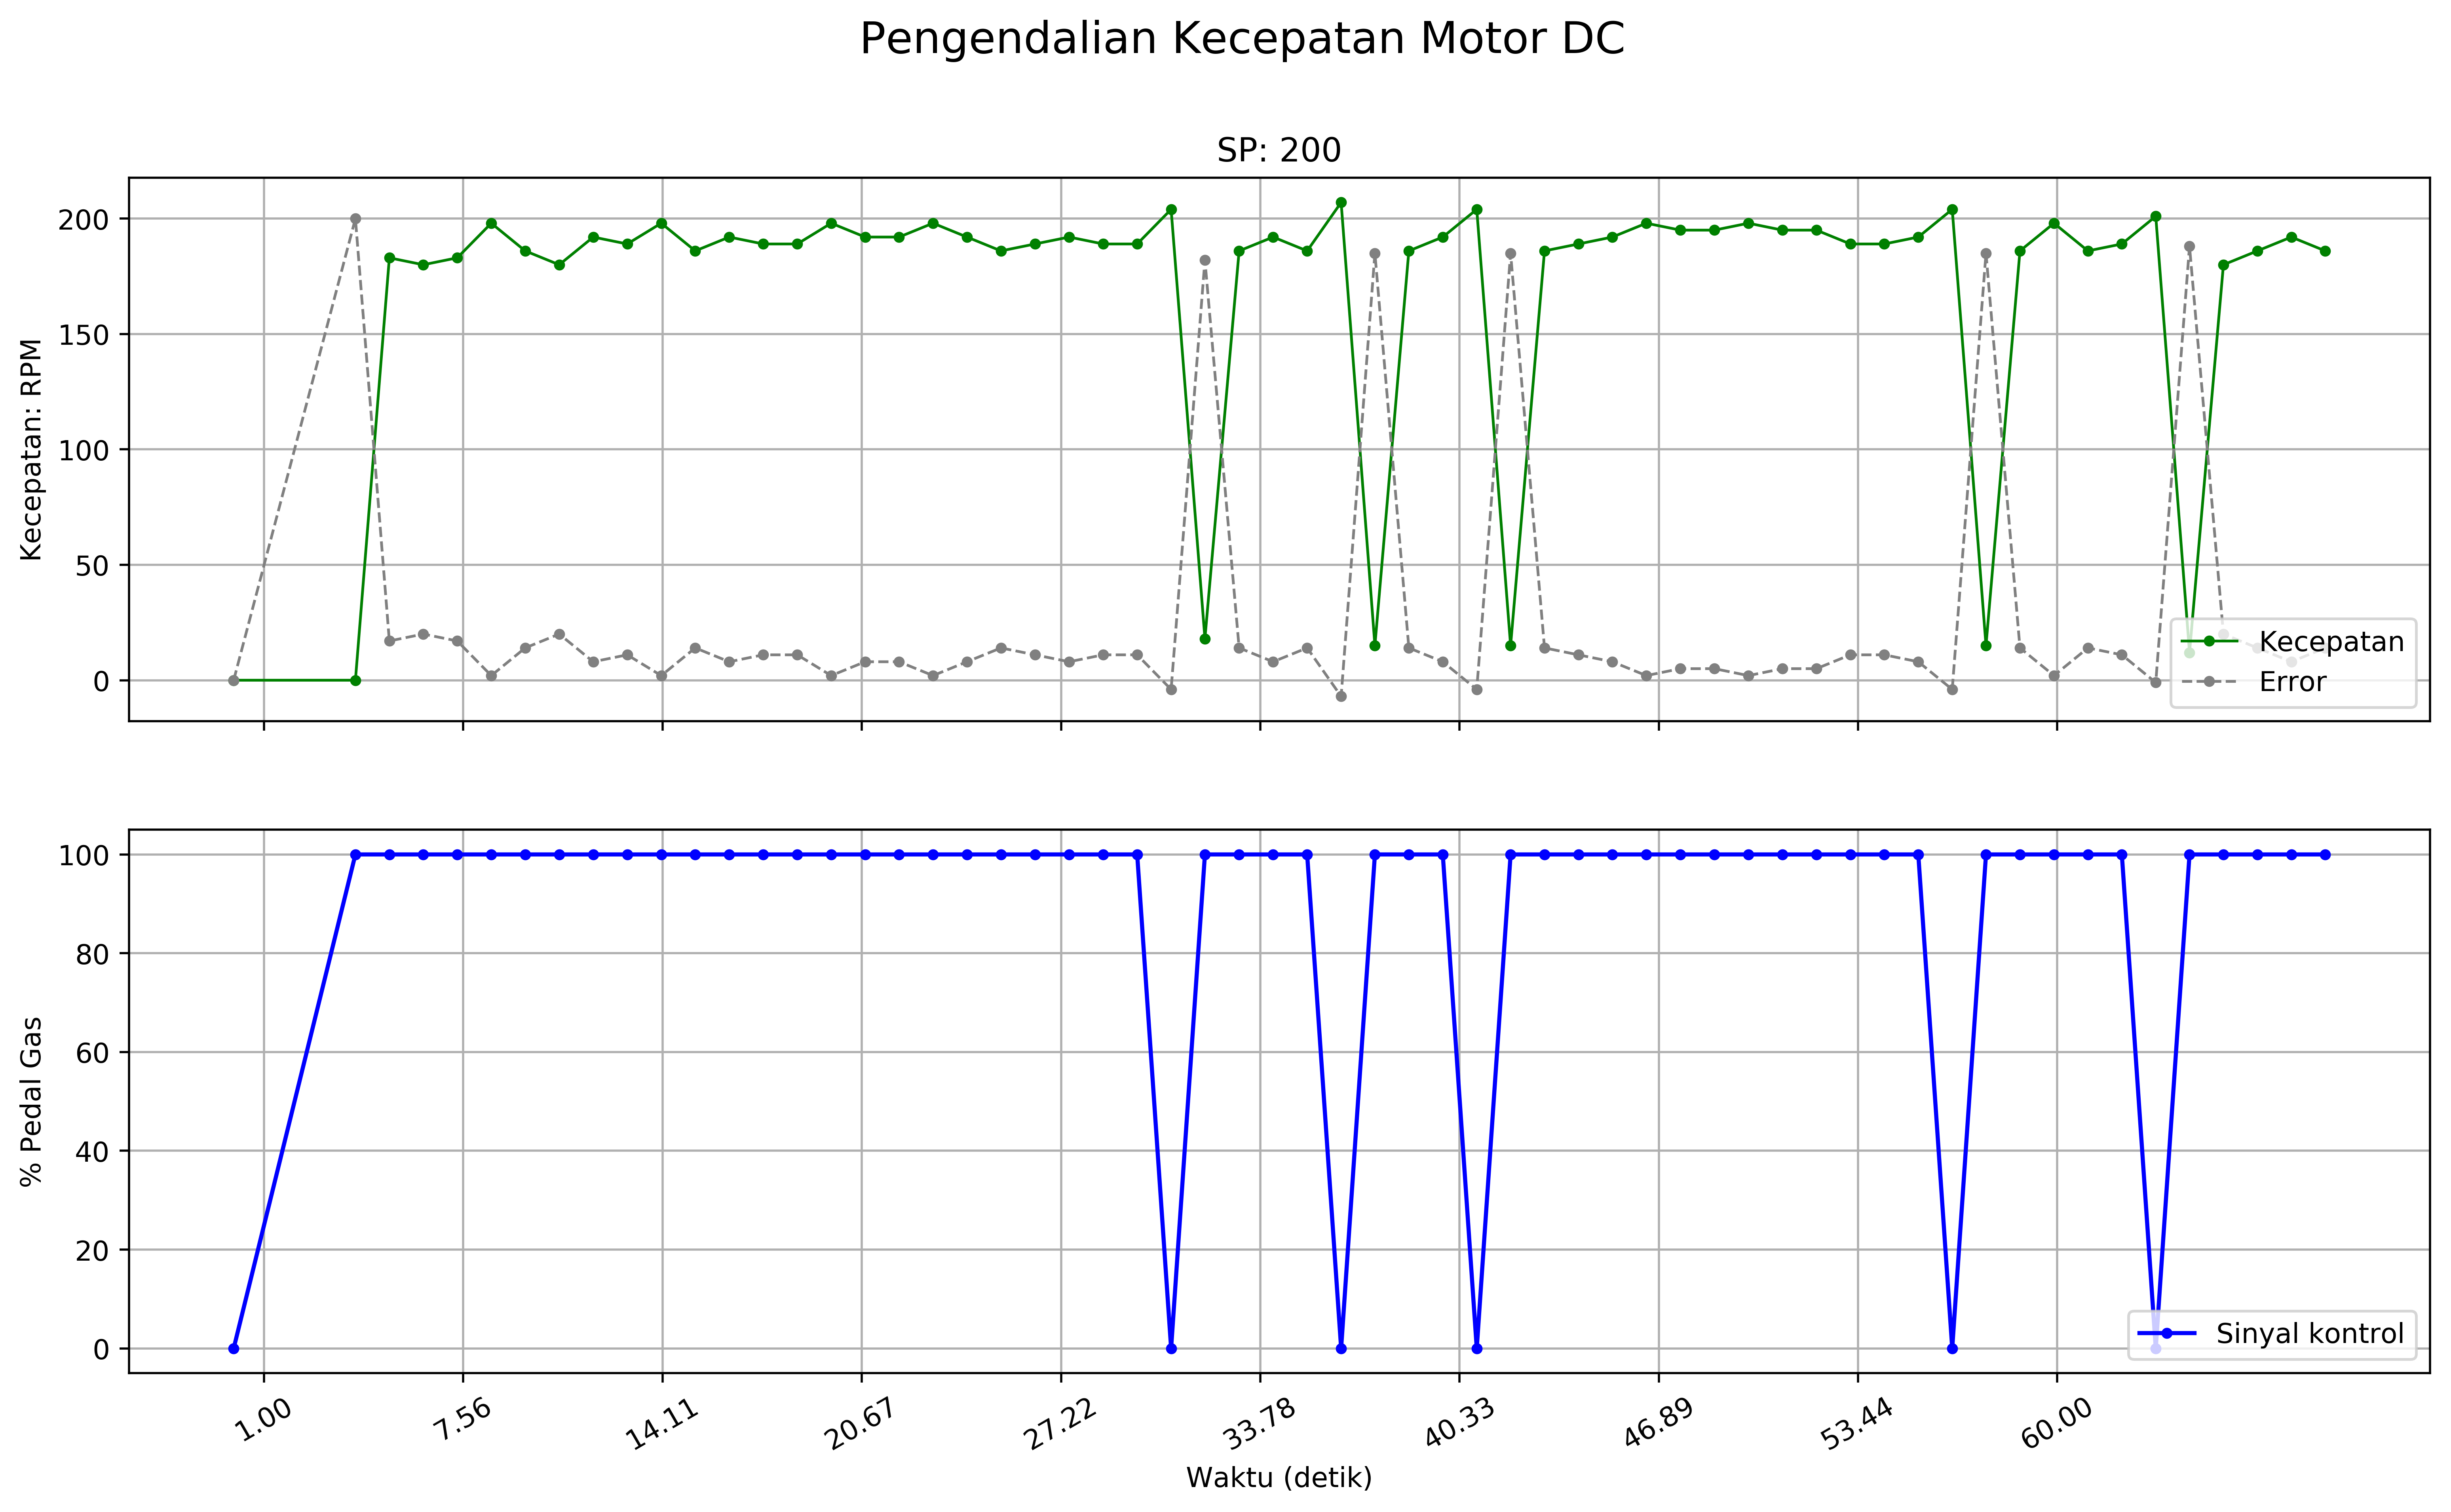 Pengendalian Kecepatan Motor DC
SP: 200
Kecepatan: RPM
200
150
100
50
0
Kecepatan
Error
% Pedal Gas
100
80
60
40
20
0
Sinyal kontrol
1.00 7.56 14.11 20.67 27.22 33.78 40.33 46.89 53.44 60.00
Waktu (detik)